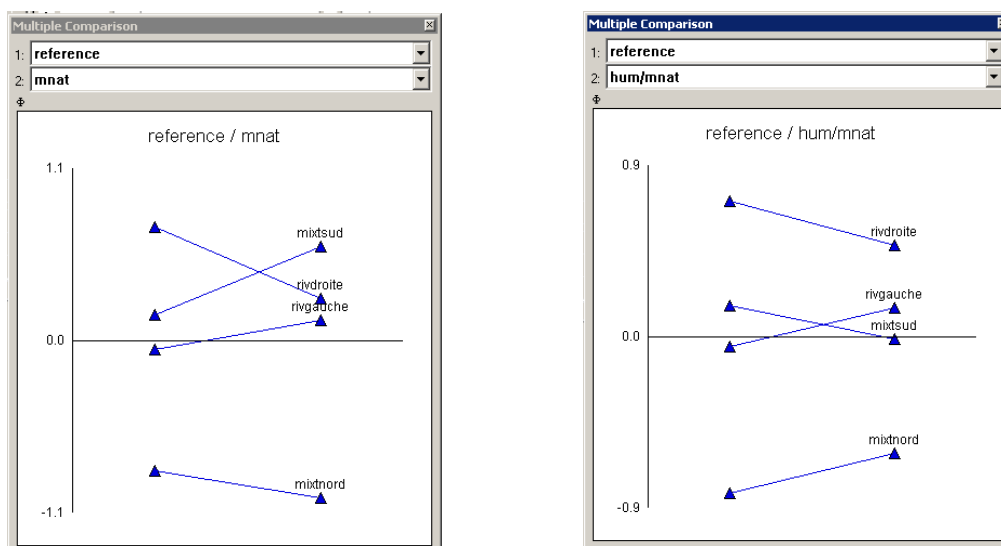 Multiple Comparison
1: reference
2: mnat
Φ
reference / mnat
1.1
mixtsud
rivdroite
rivgauche
0.0
mixtnord
-1.1
Multiple Comparison
1: reference
2: hum/mnat
Φ
reference / hum/mnat
0.9
rivdroite
rivgauche
mixtsud
0.0
mixtnord
-0.9